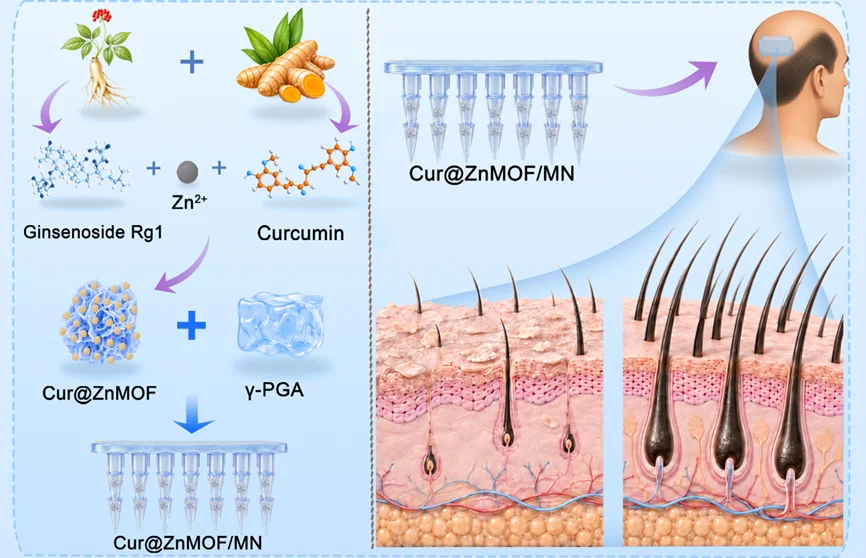 +
Cur@ZnMOF/MN
+ +
Zn²⁺
Ginsenoside Rg1
Curcumin
+
Cur@ZnMOF
γ-PGA
Cur@ZnMOF/MN